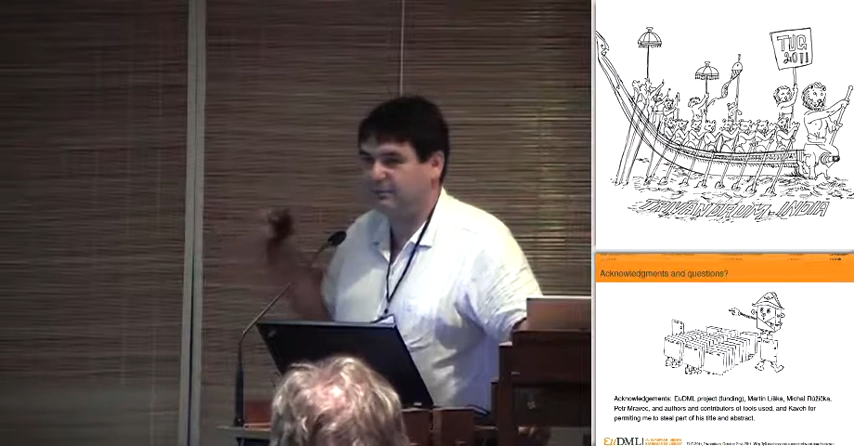 TUG
2011
TRIVANDRUM - INDIA
Acknowledgments and questions?
Acknowledgements: EuDML project (funding), Martin Líška, Michal Růžička,
Petr Mravec, and authors and contributors of tools used, and Kaveh for
permiting me to steal part of his title and abstract.
EuDML